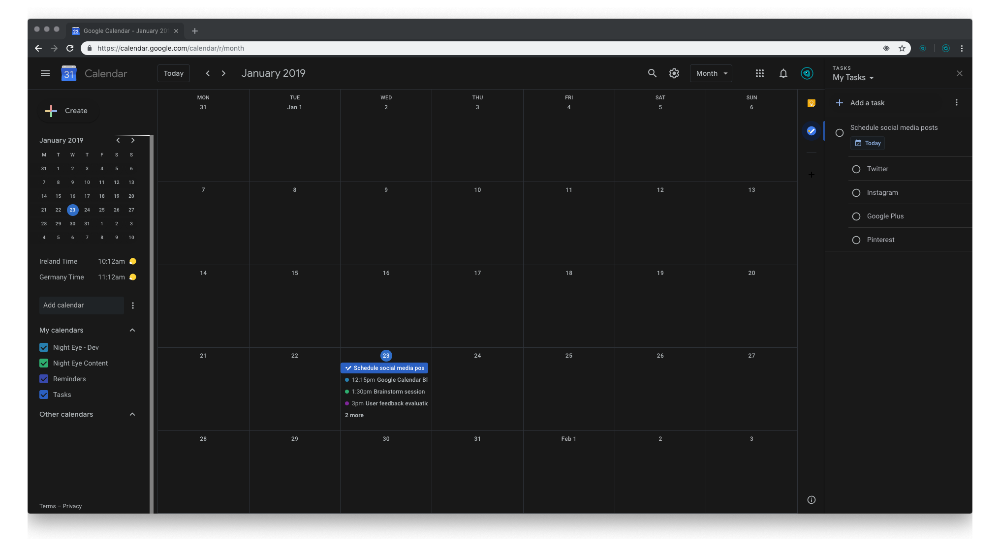 23 Google Calendar - January 201
https://calendar.google.com/calendar/r/month
31 Calendar
Today
January 2019
Month
TASKS
My Tasks
Create
January 2019
M T W T F S S
31 1 2 3 4 5 6
7 8 9 10 11 12 13
14 15 16 17 18 19 20
21 22 23 24 25 26 27
28 29 30 31 1 2 3
4 5 6 7 8 9 10
Ireland Time 10:12am
Germany Time 11:12am
Add calendar
My calendars
Night Eye - Dev
Night Eye Content
Reminders
Tasks
Other calendars
Terms – Privacy
MON TUE WED THU FRI SAT SUN
31 Jan 1 2 3 4 5 6
7 8 9 10 11 12 13
14 15 16 17 18 19 20
21 22 23 24 25 26 27
Schedule social media pos
12:15pm Google Calendar Bl
1:30pm Brainstorm session
3pm User feedback evaluatic
2 more
28 29 30 31 Feb 1 2 3
Add a task
Schedule social media posts
Today
Twitter
Instagram
Google Plus
Pinterest